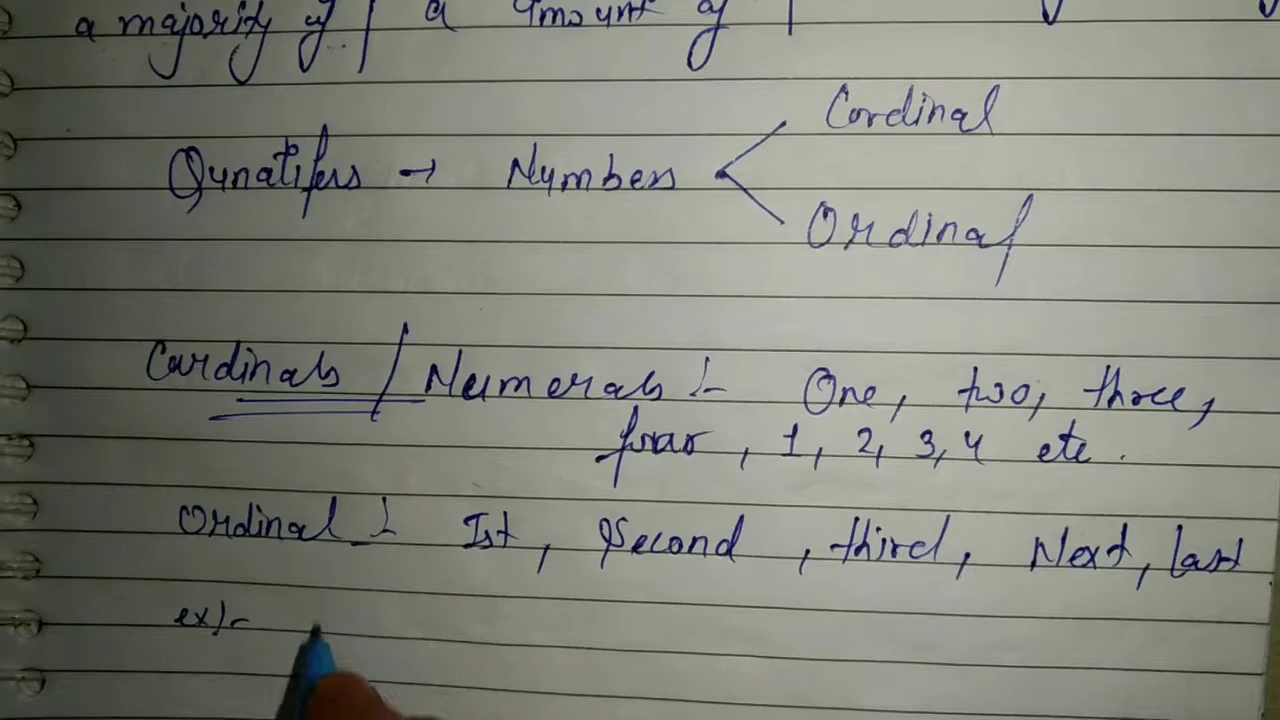 a majority of | a amount of |
Cardinal
Qunatifers → Numbers
Ordinal
Cardinals / Numerals :- One, two, three,
four, 1, 2, 3, 4 etc.
Ordinal :- Ist, Second, third, Next, last
ex):-